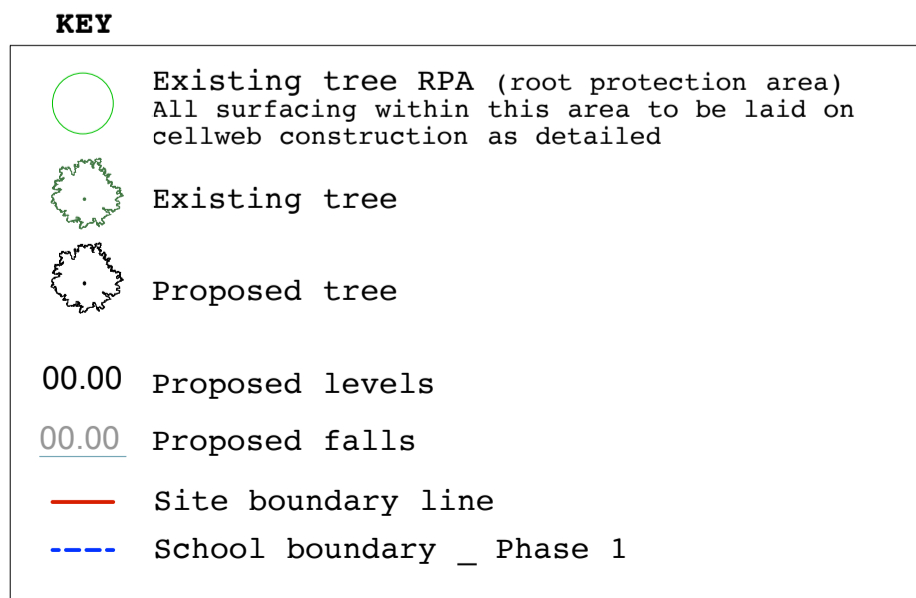 KEY
Existing tree RPA (root protection area)
All surfacing within this area to be laid on
cellweb construction as detailed
Existing tree
Proposed tree
00.00 Proposed levels
00.00 Proposed falls
Site boundary line
School boundary _ Phase 1